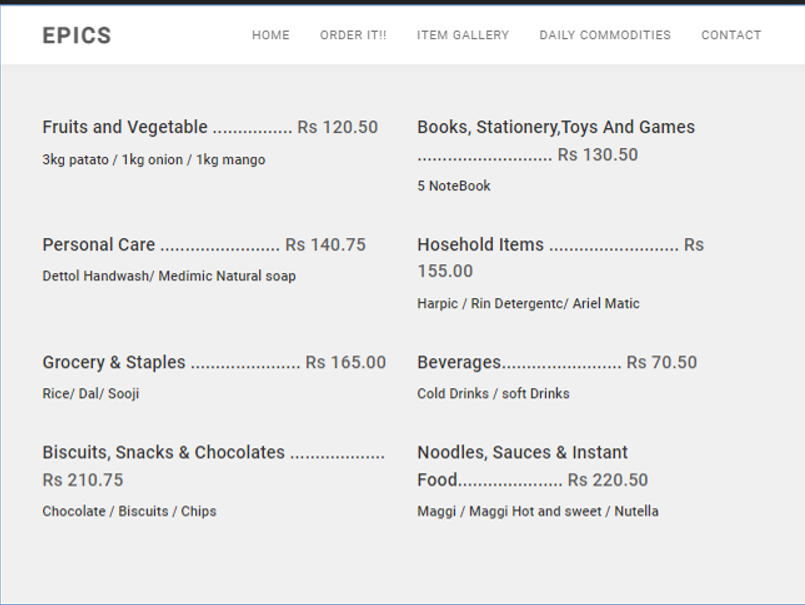 EPICS
HOME ORDER IT!! ITEM GALLERY DAILY COMMODITIES CONTACT
Fruits and Vegetable ................ Rs 120.50
3kg patato / 1kg onion / 1kg mango
Books, Stationery,Toys And Games
........................... Rs 130.50
5 NoteBook
Personal Care ........................ Rs 140.75
Dettol Handwash/ Medimic Natural soap
Hosehold Items .......................... Rs
155.00
Harpic / Rin Detergentc/ Ariel Matic
Grocery & Staples ...................... Rs 165.00
Rice/ Dal/ Sooji
Beverages........................ Rs 70.50
Cold Drinks / soft Drinks
Biscuits, Snacks & Chocolates ...................
Rs 210.75
Chocolate / Biscuits / Chips
Noodles, Sauces & Instant
Food..................... Rs 220.50
Maggi / Maggi Hot and sweet / Nutella